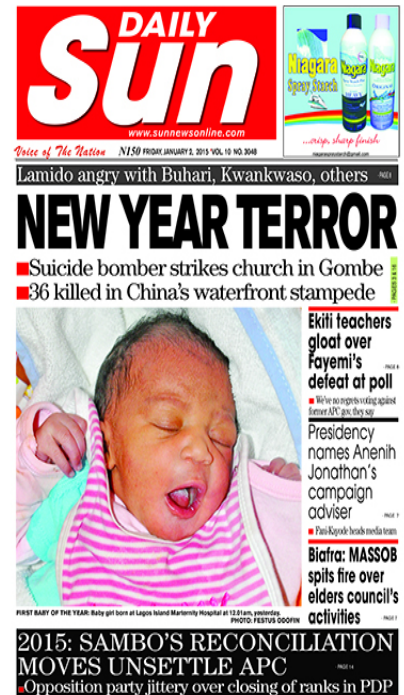 DAILY
Sun
www.sunnewsonline.com
Voice of The Nation
N150 FRIDAY, JANUARY 2, 2015 VOL. 10 NO. 3048
Niagara
Spray Starch
Niagara
Niagara
...crisp, sharp finish
Lamido angry with Buhari, Kwankwaso, others
NEW YEAR TERROR
Suicide bomber strikes church in Gombe
36 killed in China's waterfront stampede
Ekiti teachers
gloat over
Fayemi's
defeat at poll
We've no regrets voting against
former APC gov, they say
Presidency
names Anenih
Jonathan's
campaign
adviser
Fani-Kayode heads media team
Biafra: MASSOB
spits fire over
elders council's
activities
FIRST BABY OF THE YEAR: Baby girl born at Lagos Island Marternity Hospital at 12.01am, yesterday.
PHOTO: FESTUS ODOFIN
2015: SAMBO'S RECONCILIATION
MOVES UNSETTLE APC
PAGE 14
Opposition party jittery over closing of ranks in PDP